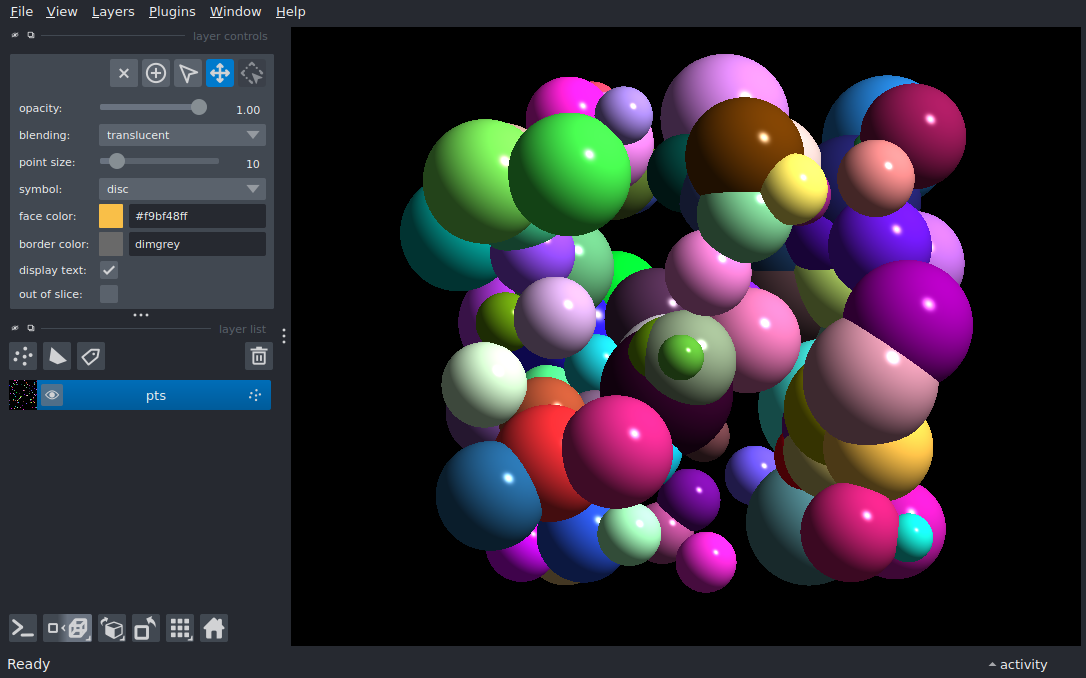 File View Layers Plugins Window Help
layer controls
opacity: 1.00
blending: translucent
point size: 10
symbol: disc
face color: #f9bf48ff
border color: dimgrey
display text:
out of slice:
layer list
pts
Ready
activity